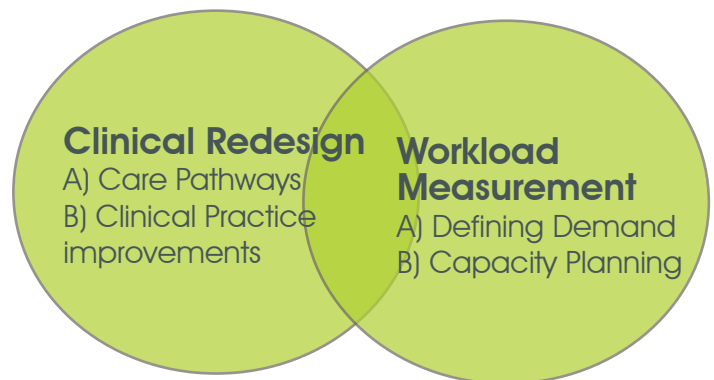 Clinical Redesign
A) Care Pathways
B) Clinical Practice
improvements
Workload
Measurement
A) Defining Demand
B) Capacity Planning